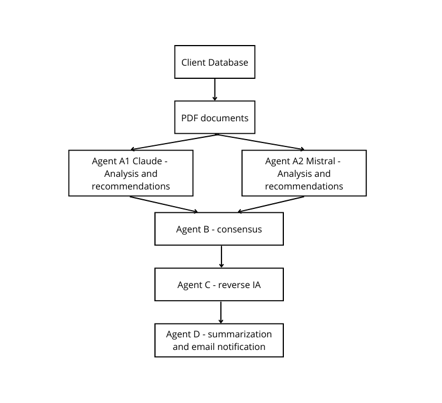 Client Database
PDF documents
Agent A1 Claude -
Analysis and
recommendations
Agent A2 Mistral -
Analysis and
recommendations
Agent B - consensus
Agent C - reverse IA
Agent D - summarization
and email notification